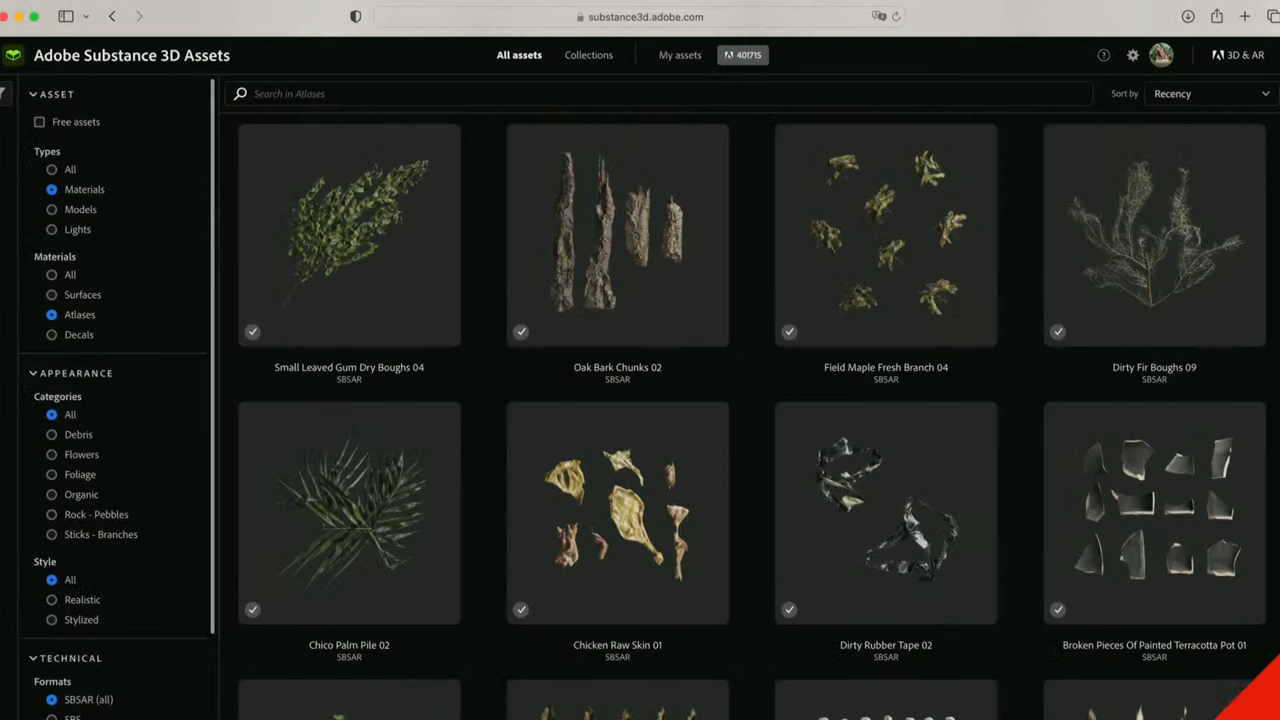 substance3d.adobe.com
Adobe Substance 3D Assets
All assets
Collections
My assets
401715
3D & AR
ASSET
Free assets
Types
All
Materials
Models
Lights
Materials
All
Surfaces
Atlases
Decals
APPEARANCE
Categories
All
Debris
Flowers
Foliage
Organic
Rock - Pebbles
Sticks - Branches
Style
All
Realistic
Stylized
TECHNICAL
Formats
SBSAR (all)
SBS
Search in Atlases
Sort by
Recency
Small Leaved Gum Dry Boughs 04
SBSAR
Oak Bark Chunks 02
SBSAR
Field Maple Fresh Branch 04
SBSAR
Dirty Fir Boughs 09
SBSAR
Chico Palm Pile 02
SBSAR
Chicken Raw Skin 01
SBSAR
Dirty Rubber Tape 02
SBSAR
Broken Pieces Of Painted Terracotta Pot 01
SBSAR